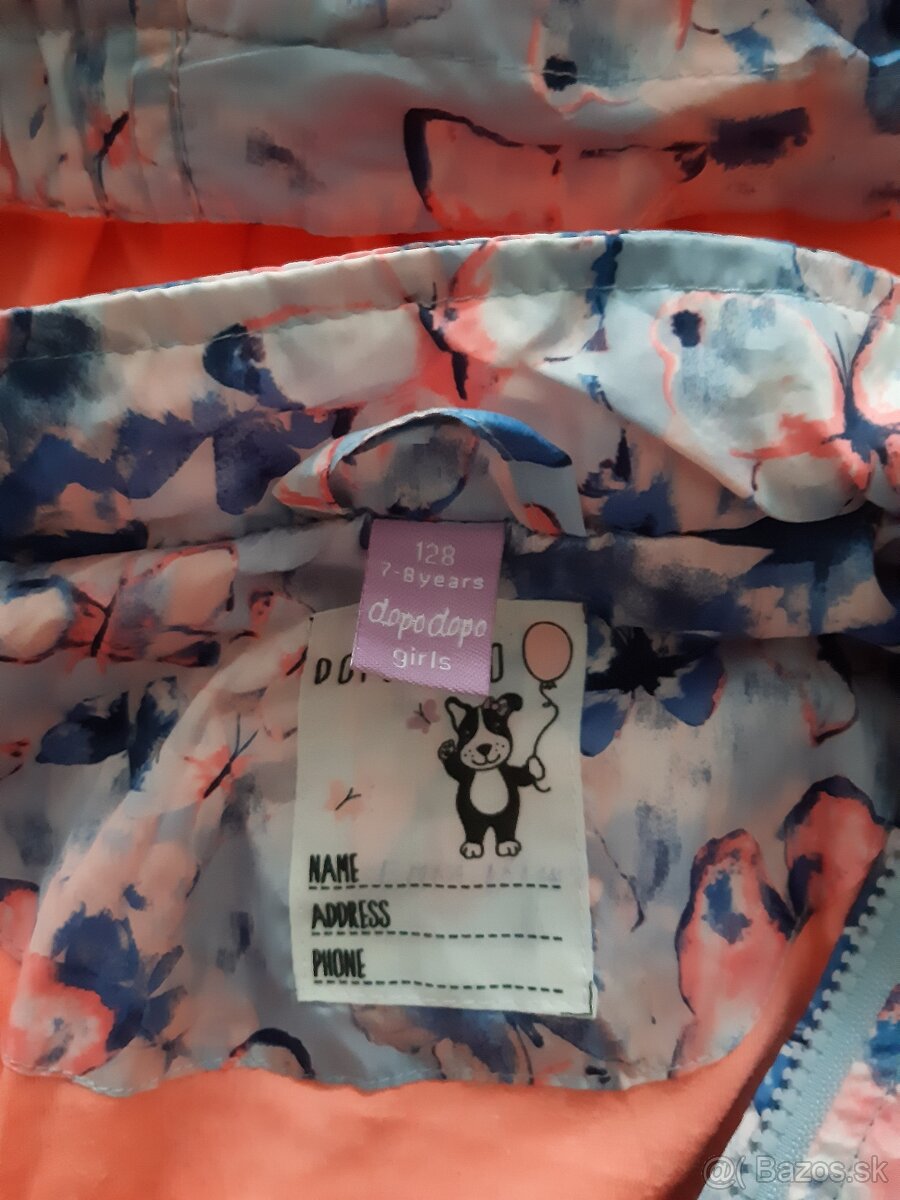 128
7-8years
dopodopo
girls
NAME
ADDRESS
PHONE
@( Bazos.sk